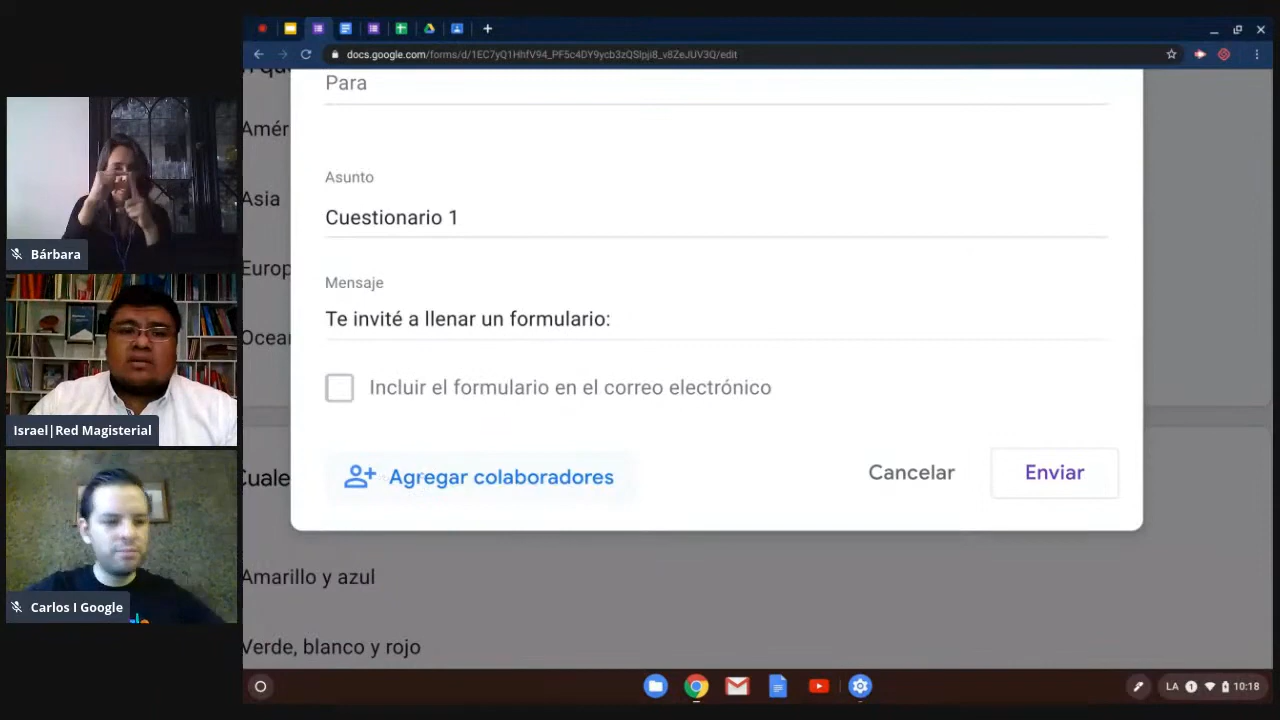 docs.google.com/forms/d/1EC7yQ1HhfV94_PF5c4DY9ycb3zQSlpji8_v8ZeJUV3Q/edit
Para
Amér
Asunto
Asia
Cuestionario 1
Europ
Mensaje
Te invité a llenar un formulario:
Ocean
Incluir el formulario en el correo electrónico
Agregar colaboradores
Cancelar
Enviar
Cuale
Amarillo y azul
Verde, blanco y rojo
LA
10:18
Bárbara
Israel|Red Magisterial
Carlos I Google